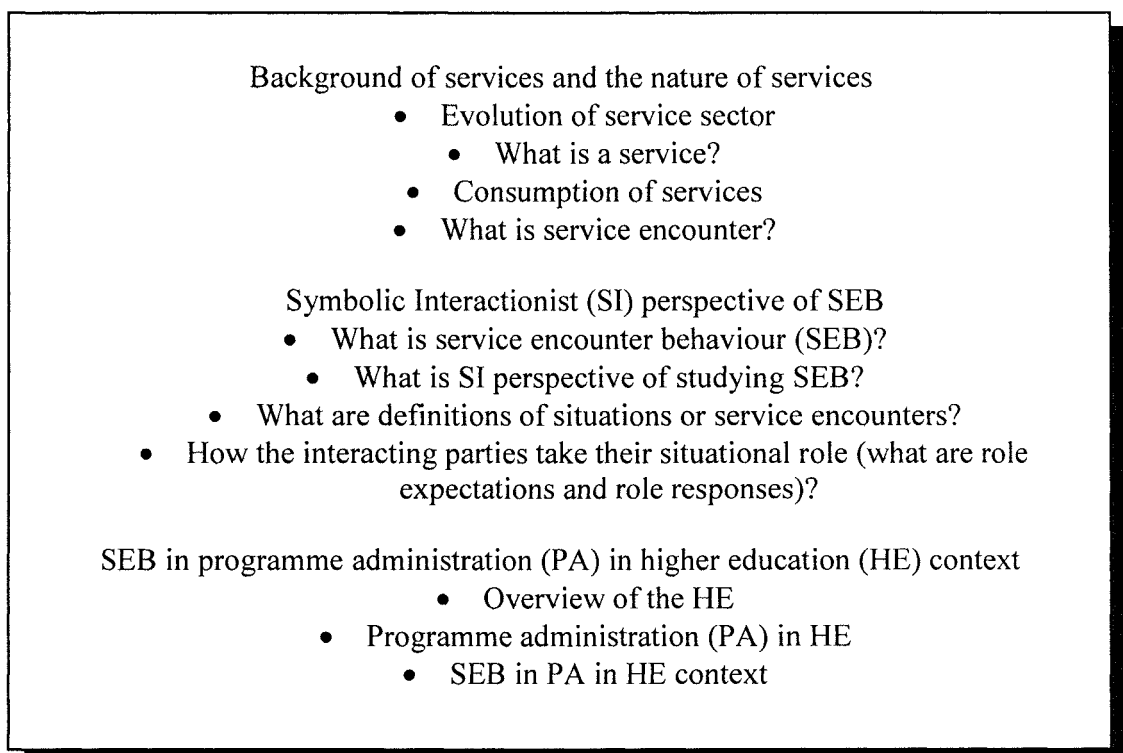 Background of services and the nature of services
• Evolution of service sector
• What is a service?
• Consumption of services
• What is service encounter?
Symbolic Interactionist (SI) perspective of SEB
• What is service encounter behaviour (SEB)?
• What is SI perspective of studying SEB?
• What are definitions of situations or service encounters?
• How the interacting parties take their situational role (what are role
expectations and role responses)?
SEB in programme administration (PA) in higher education (HE) context
• Overview of the HE
• Programme administration (PA) in HE
• SEB in PA in HE context